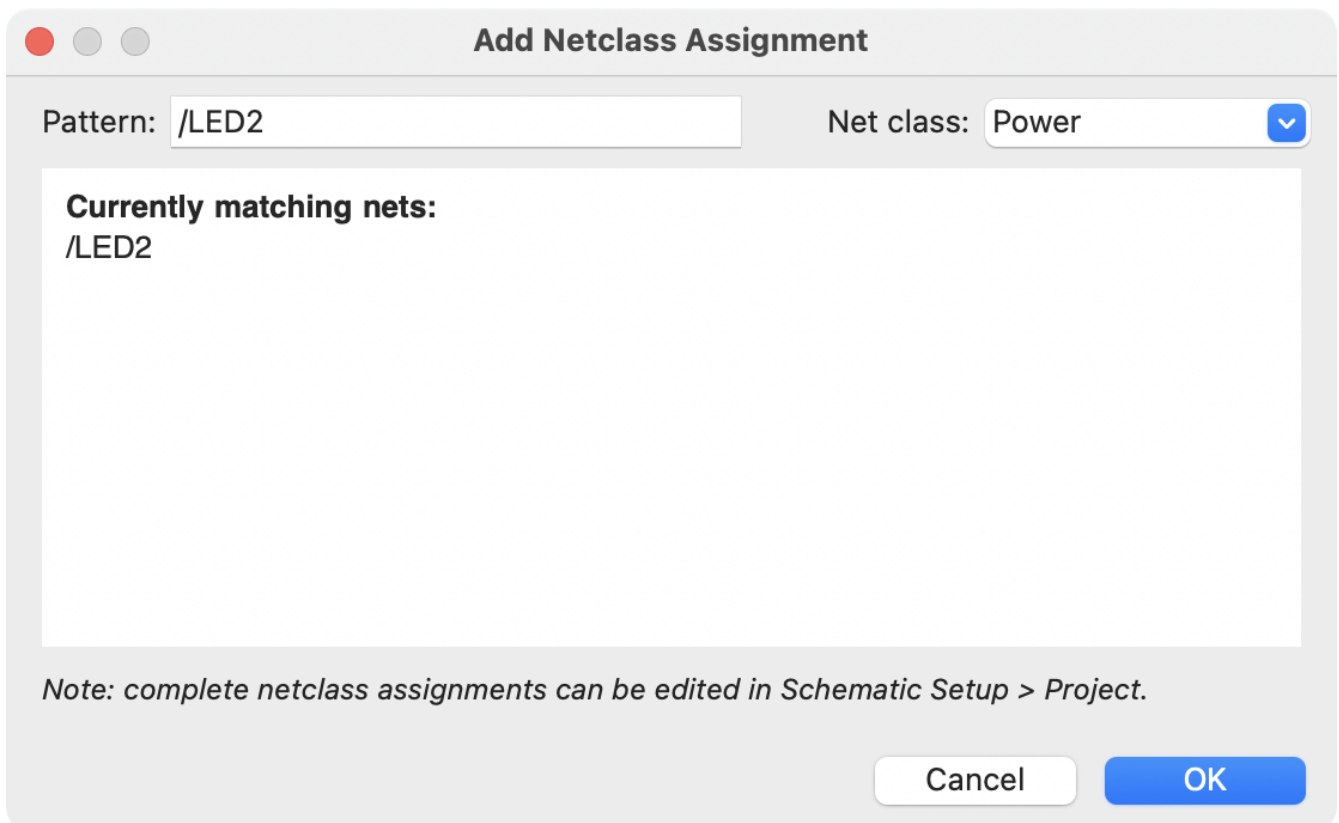 Add Netclass Assignment
Pattern: /LED2 Net class: Power
Currently matching nets:
/LED2
Note: complete netclass assignments can be edited in Schematic Setup > Project.
Cancel OK